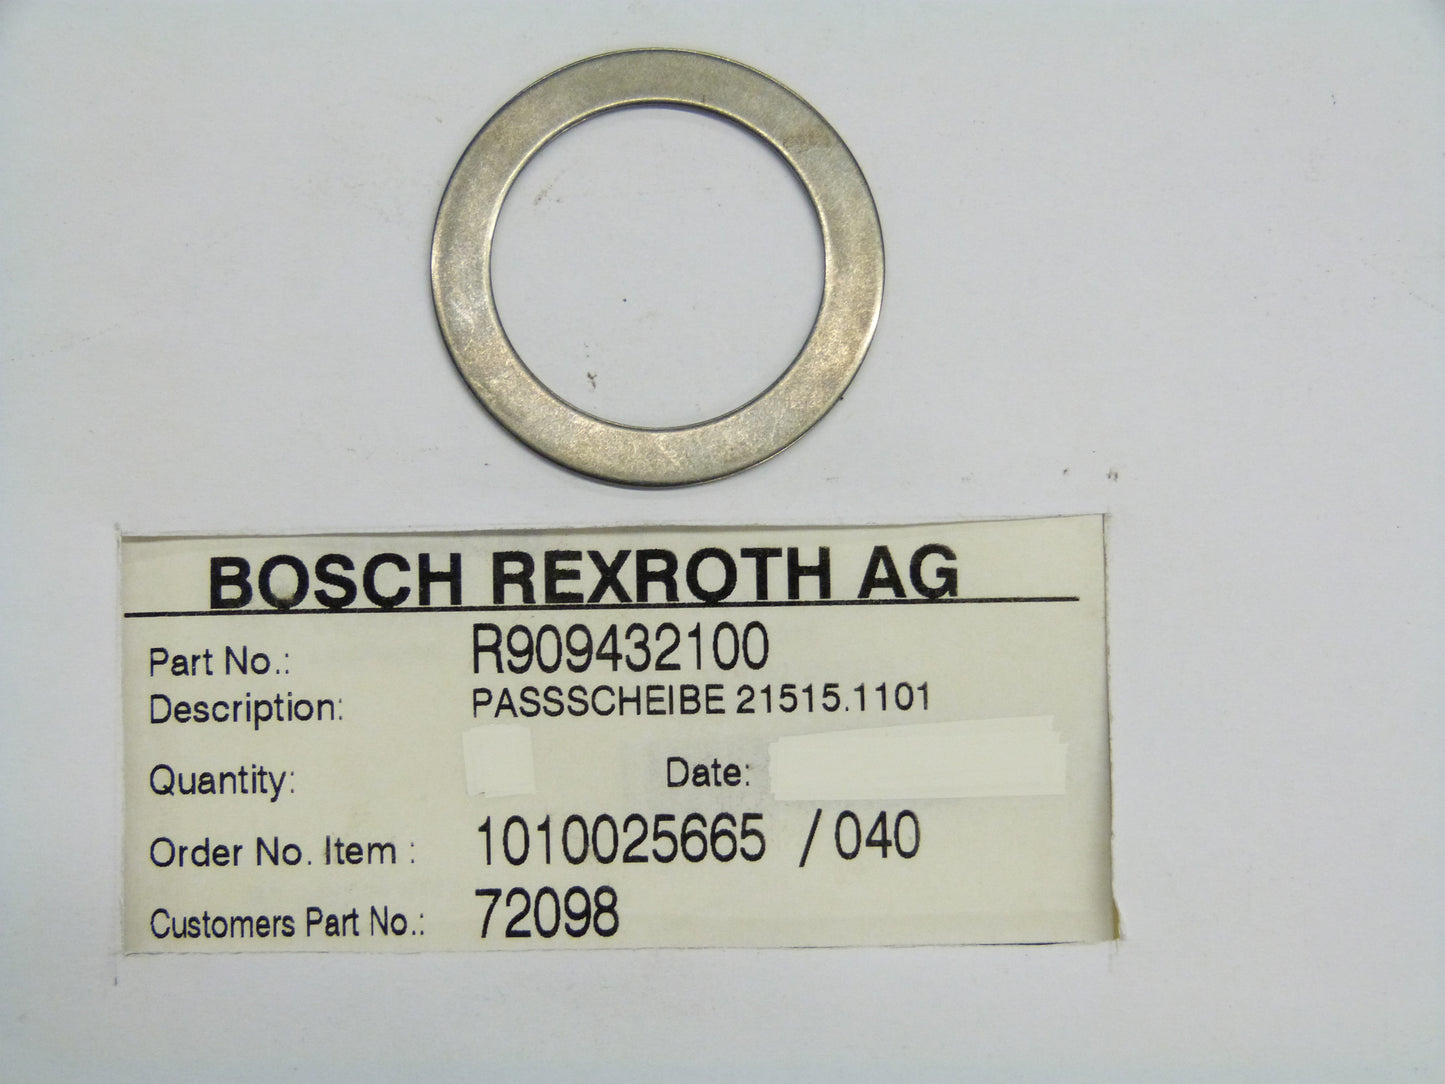 BOSCH REXROTH AG
Part No.: R909432100
Description: PASSSCHEIBE 21515.1101
Quantity: Date:
Order No. Item : 1010025665 / 040
Customers Part No.: 72098